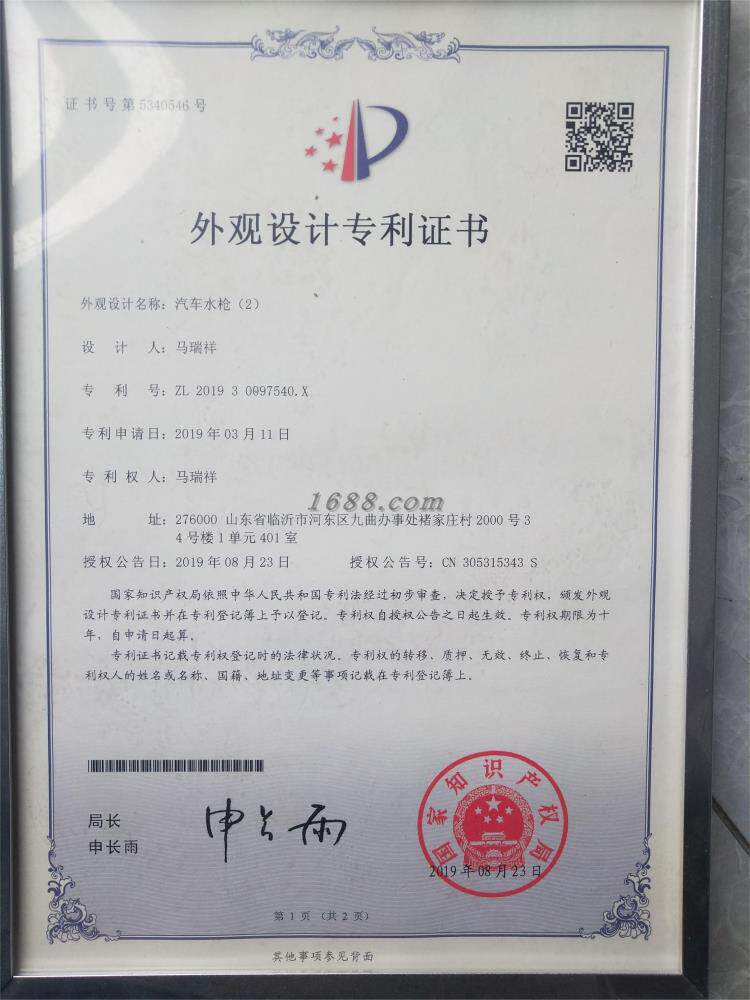 证书号第5340546号
外观设计专利证书
外观设计名称：汽车水枪（2）
设 计 人：马瑞祥
专 利 号：ZL 2019 3 0097540.X
专利申请日：2019年03月11日
专 利 权 人：马瑞祥
1688.com
地 址：276000 山东省临沂市河东区九曲办事处褚家庄村2000号3
4号楼1单元401室
授权公告日：2019年08月23日 授权公告号：CN 305315343 S
国家知识产权局依照中华人民共和国专利法经过初步审查，决定授予专利权，颁发外观
设计专利证书并在专利登记簿上予以登记。专利权自授权公告之日起生效。专利权期限为十
年，自申请日起算。
专利证书记载专利权登记时的法律状况。专利权的转移、质押、无效、终止、恢复和专
利权人的姓名或名称、国籍、地址变更等事项记载在专利登记簿上。
局长
申长雨
申长雨
国家知识产权局
2019年08月23日
第1页（共2页）
其他事项参见背面